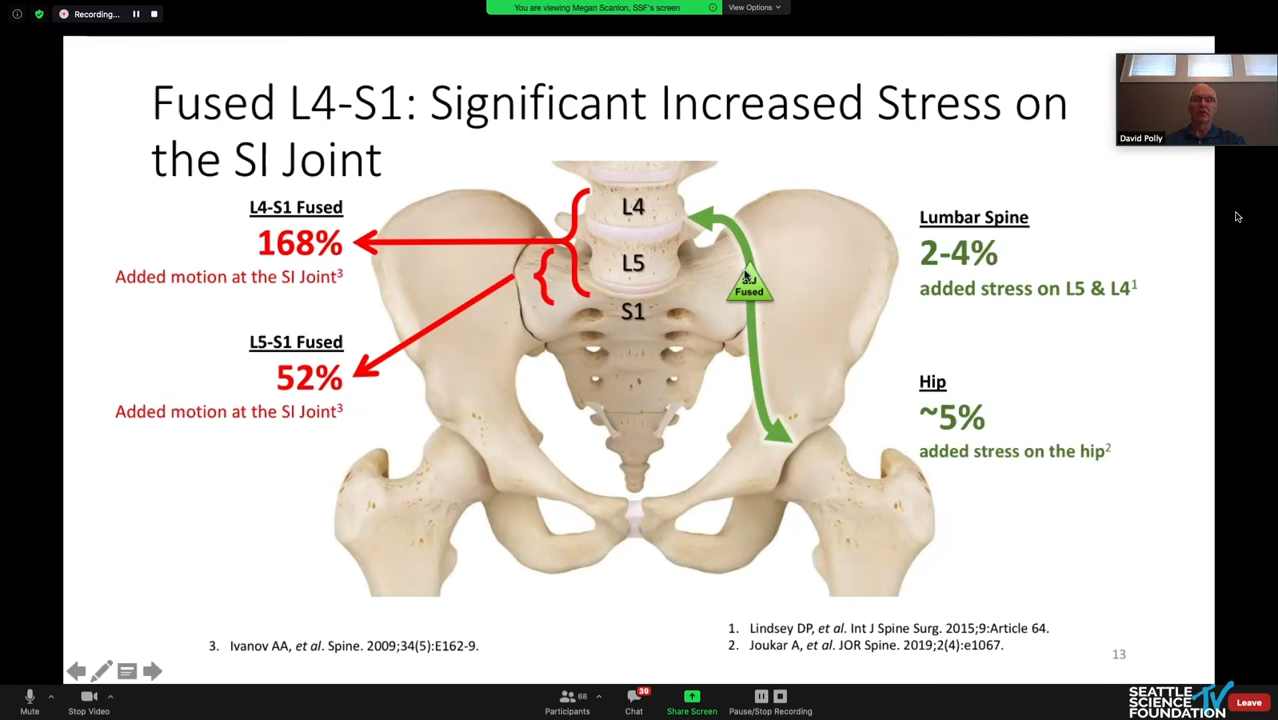 Recording...
You are viewing Megan Scanlon, SSF's screen
View Options
Fused L4-S1: Significant Increased Stress on
the SI Joint
David Polly
L4-S1 Fused
168%
Added motion at the SI Joint3
L5-S1 Fused
52%
Added motion at the SI Joint3
L4
L5
S1
Fused
Lumbar Spine
2-4%
added stress on L5 & L41
Hip
~5%
added stress on the hip2
3. Ivanov AA, et al. Spine. 2009;34(5):E162-9.
1. Lindsey DP, et al. Int J Spine Surg. 2015;9:Article 64.
2. Joukar A, et al. JOR Spine. 2019;2(4):e1067.
13
Mute
Stop Video
68
Participants
39
Chat
Share Screen
Pause/Stop Recording
SEATTLE
SCIENCE
FOUNDATION
TV
Leave